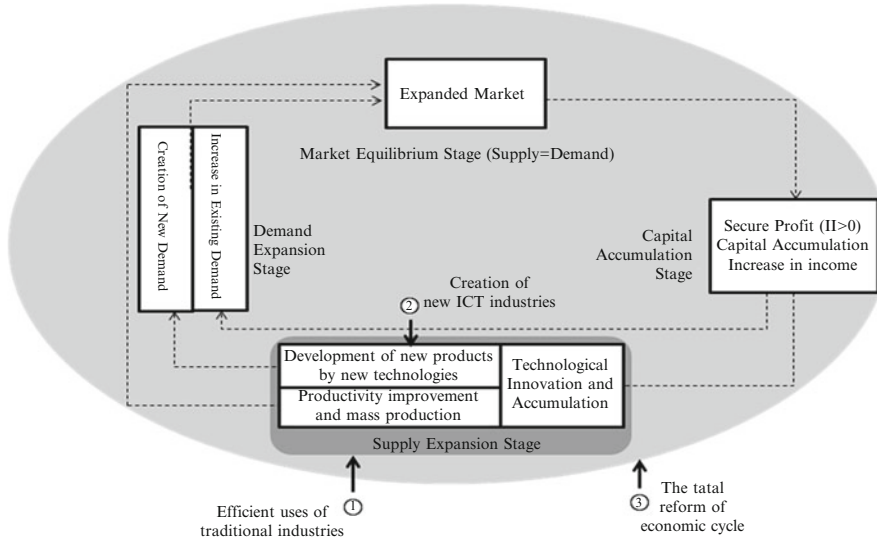 Expanded Market
Market Equilibrium Stage (Supply=Demand)
Creation of New Demand
Increase in Existing Demand
Demand
Expansion
Stage
Capital
Accumulation
Stage
Secure Profit (II>0)
Capital Accumulation
Increase in income
Creation of
new ICT industries
2
Development of new products
by new technologies
Productivity improvement
and mass production
Technological
Innovation and
Accumulation
Supply Expansion Stage
1
Efficient uses of
traditional industries
3
The tatal
reform of
economic cycle